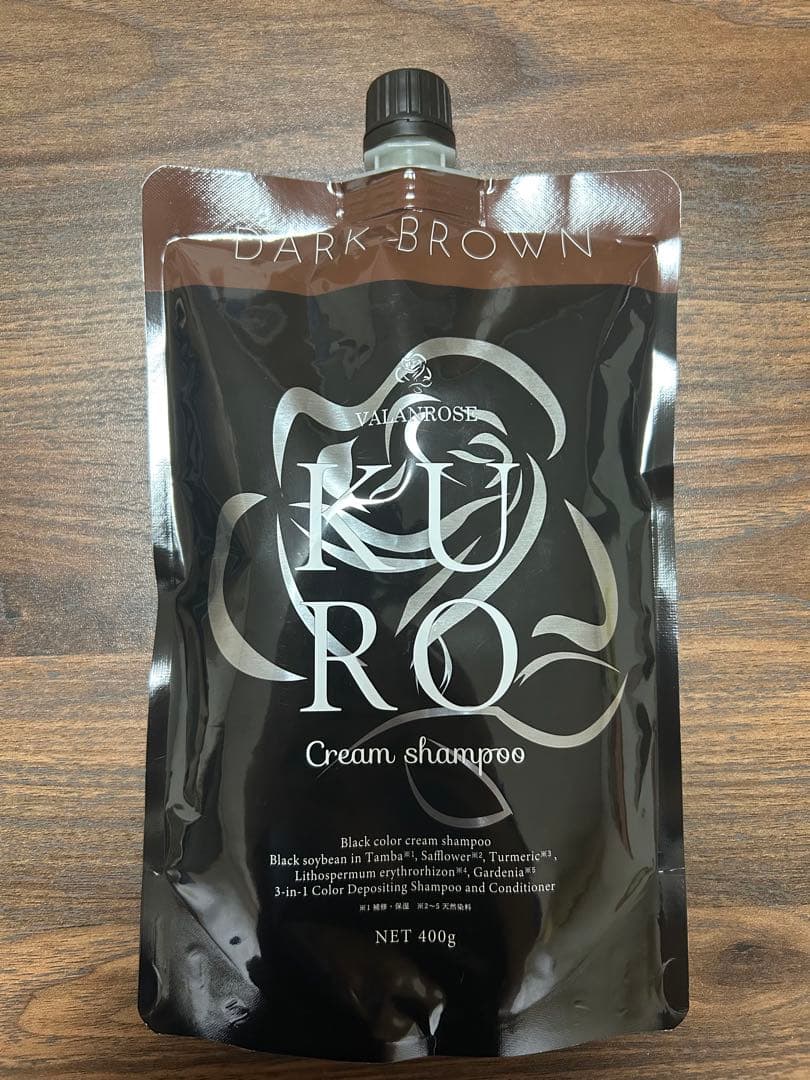 DARK BROWN
VALANROSE
KU
RO
Cream shampoo
Black color cream shampoo
Black soybean in Tamba※1, Safflower※2, Turmeric※3,
Lithospermum erythrorhizon※4, Gardenia※5
3-in-1 Color Depositing Shampoo and Conditioner
※1 補修・保湿 ※2〜5 天然染料
NET 400g